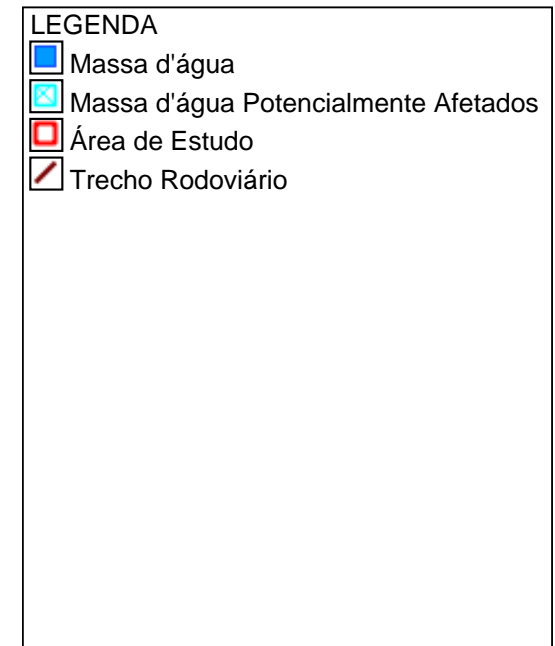 LEGENDA
Massa d'água
Massa d'água Potencialmente Afetados
Área de Estudo
Trecho Rodoviário